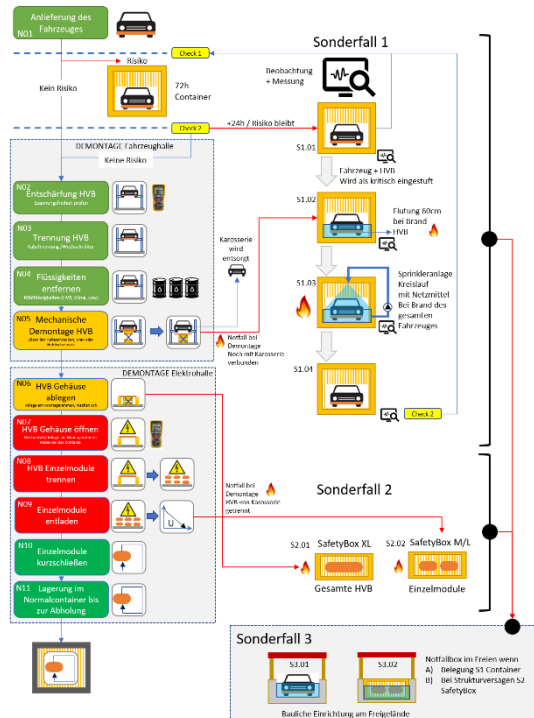 Anlieferung des
Fahrzeuges
N01
Sonderfall 1
Check 1
Risiko
Kein Risiko
72h
Container
Beobachtung
+ Messung
Check 2
+24h / Risiko bleibt
S1.01
DEMONTAGE Fahrzeughalle
Keine Risiko
Fahrzeug + HVB
Wird als kritisch eingestuft
N02
Entschärfung HVB
Spannungsfreiheit prüfen
S1.02
Flutung 60cm
bei Brand
HVB
N03
Trennung HVB
Karosserie
wird
entsorgt
N04
Flüssigkeiten
entfernen
S1.03
Sprinkleranlage
Kreislauf
mit Netzmittel
Bei Brand des
gesamten
Fahrzeuges
N05
Mechanische
Demontage HVB
Notfall bei
Demontage
Noch mit Karosserie
verbunden
S1.04
Check 2
DEMONTAGE Elektrohalle
N06
HVB Gehäuse
ablegen
N07
HVB Gehäuse öffnen
N08
HVB Einzelmodule
trennen
N09
Einzelmodule
entladen
U
Notfall bei
Demontage
HVB von Karosserie
getrennt
Sonderfall 2
N10
Einzelmodule
kurzschließen
S2.01
SafetyBox XL
Gesamte HVB
S2.02
SafetyBox M/L
Einzelmodule
N11
Lagerung im
Normalcontainer bis
zur Abholung
Sonderfall 3
S3.01
S3.02
Notfallbox im Freien wenn
A) Belegung S1 Container
B) Bei Strukturversagen S2
SafetyBox
Bauliche Einrichtung am Freigelände